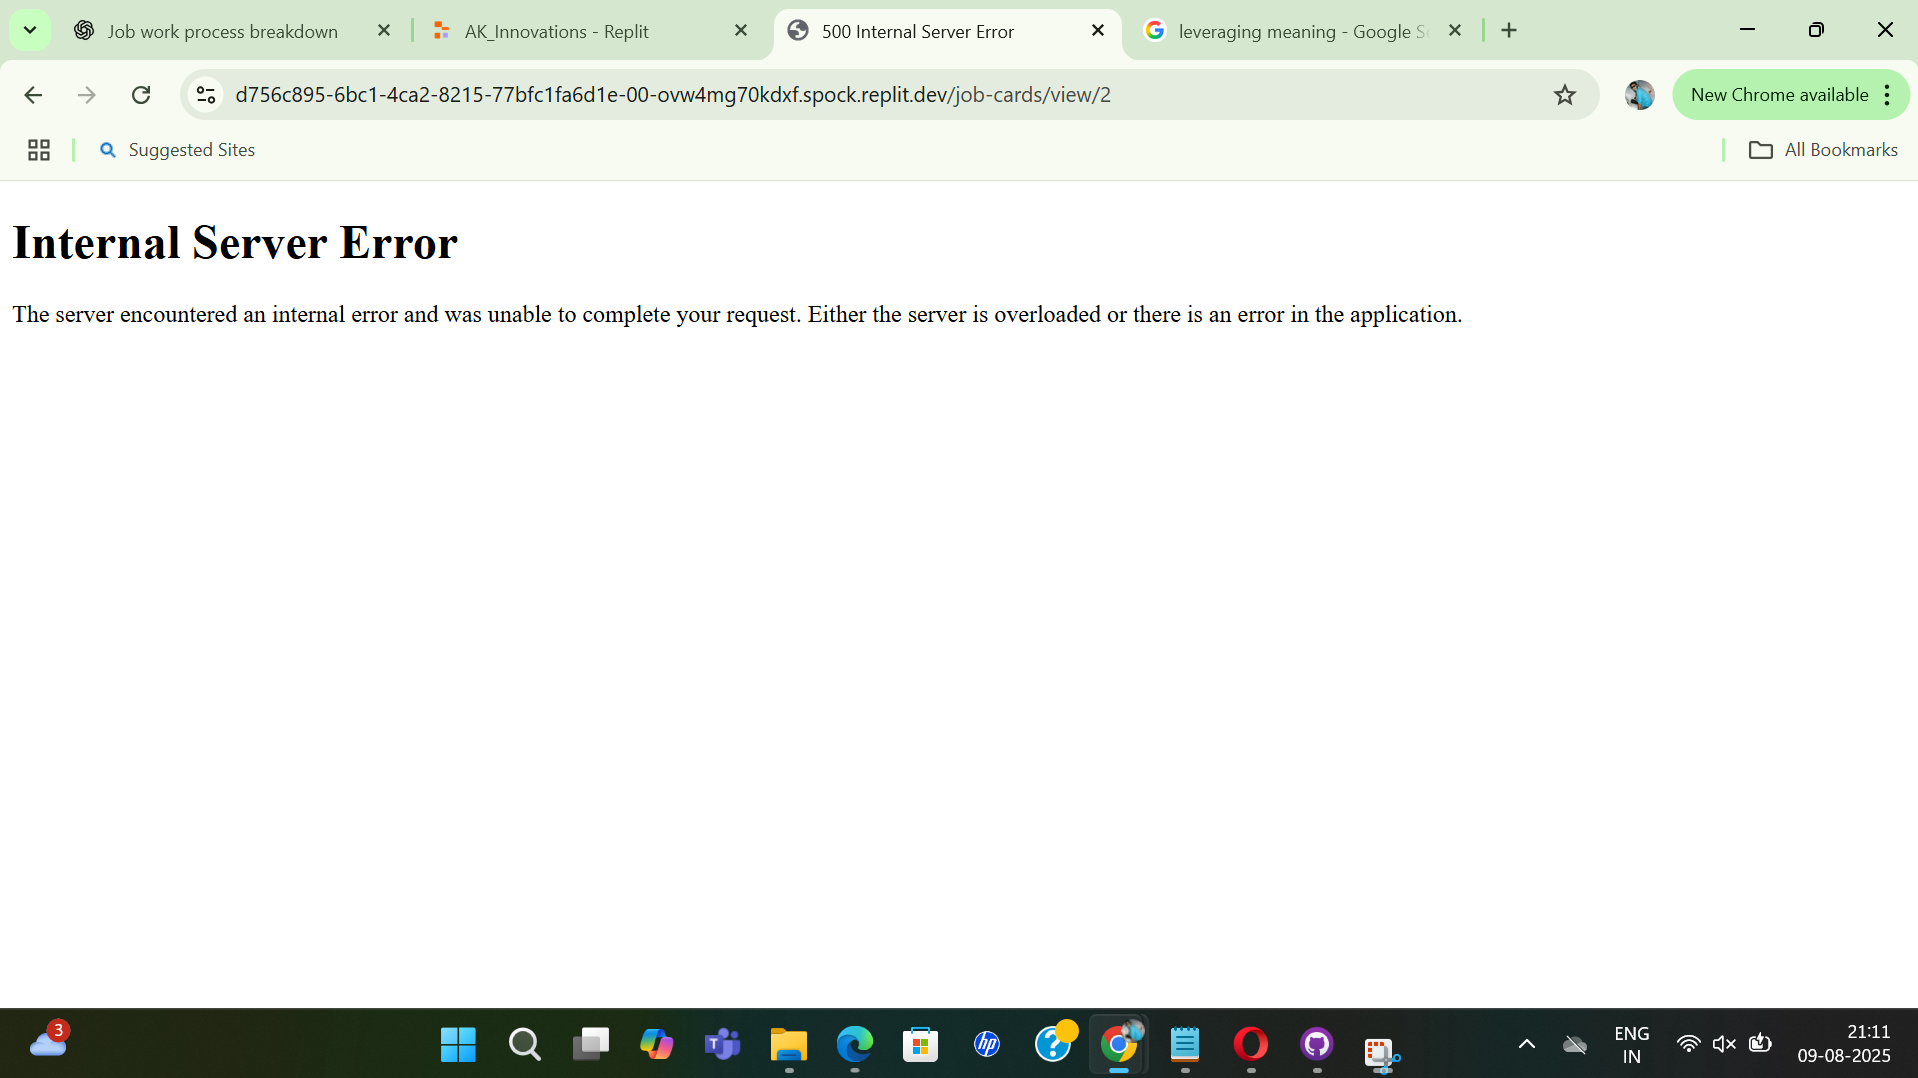 Job work process breakdown
AK_Innovations - Replit
500 Internal Server Error
leveraging meaning - Google S
d756c895-6bc1-4ca2-8215-77bfc1fa6d1e-00-ovw4mg70kdxf.spock.replit.dev/job-cards/view/2
New Chrome available
Suggested Sites
All Bookmarks
Internal Server Error
The server encountered an internal error and was unable to complete your request. Either the server is overloaded or there is an error in the application.
3
hp
ENG
IN
21:11
09-08-2025